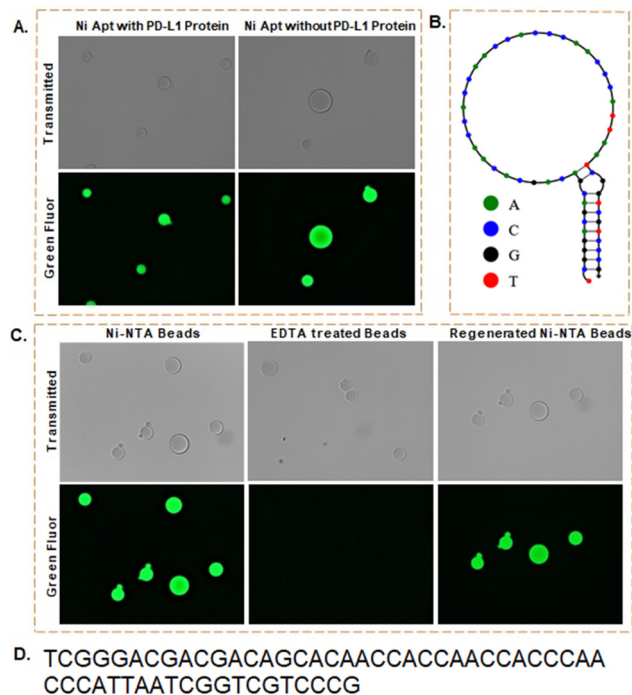 A.
Ni Apt with PD-L1 Protein
Ni Apt without PD-L1 Protein
Transmitted
Green Fluor
B.
A
C
G
T
C.
Ni-NTA Beads
EDTA treated Beads
Regenerated Ni-NTA Beads
Transmitted
Green Fluor
D.
TCGGGACGACGACAGCACAACCACCAACCACCCAA
CCCATTAATCGGTCGTCCCG